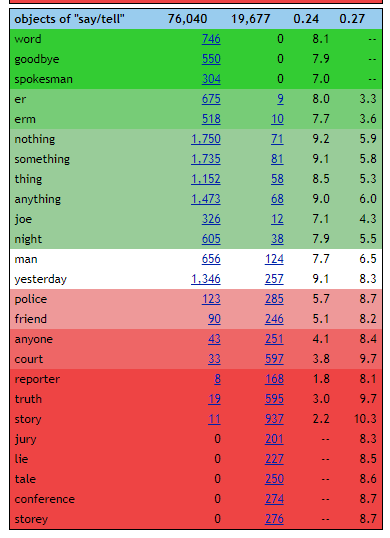 objects of "say/tell" 76,040 19,677 0.24 0.27
word 746 0 8.1 --
goodbye 550 0 7.9 --
spokesman 304 0 7.0 --
er 675 9 8.0 3.3
erm 518 10 7.7 3.6
nothing 1,750 71 9.2 5.9
something 1,735 81 9.1 5.8
thing 1,152 58 8.5 5.3
anything 1,473 68 9.0 6.0
joe 326 12 7.1 4.3
night 605 38 7.9 5.5
man 656 124 7.7 6.5
yesterday 1,346 257 9.1 8.3
police 123 285 5.7 8.7
friend 90 246 5.1 8.2
anyone 43 251 4.1 8.4
court 33 597 3.8 9.7
reporter 8 168 1.8 8.1
truth 19 595 3.0 9.7
story 11 937 2.2 10.3
jury 0 201 -- 8.3
lie 0 227 -- 8.5
tale 0 250 -- 8.6
conference 0 274 -- 8.7
storey 0 276 -- 8.7